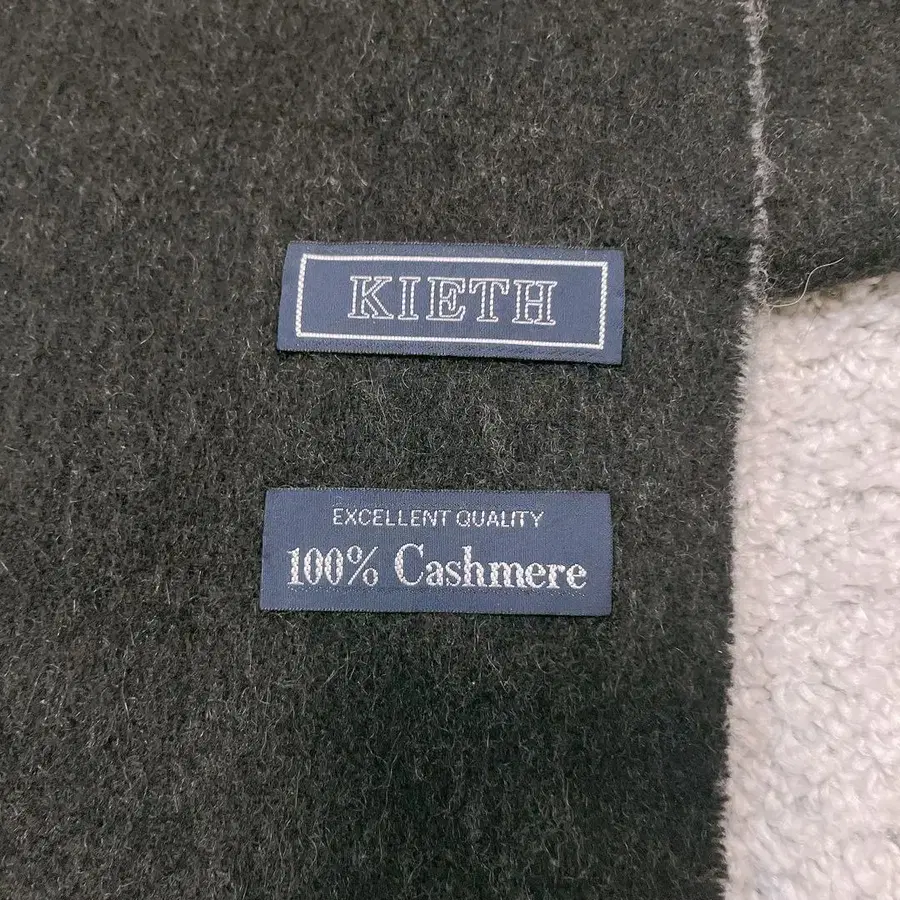 KIETH
EXCELLENT QUALITY
100% Cashmere